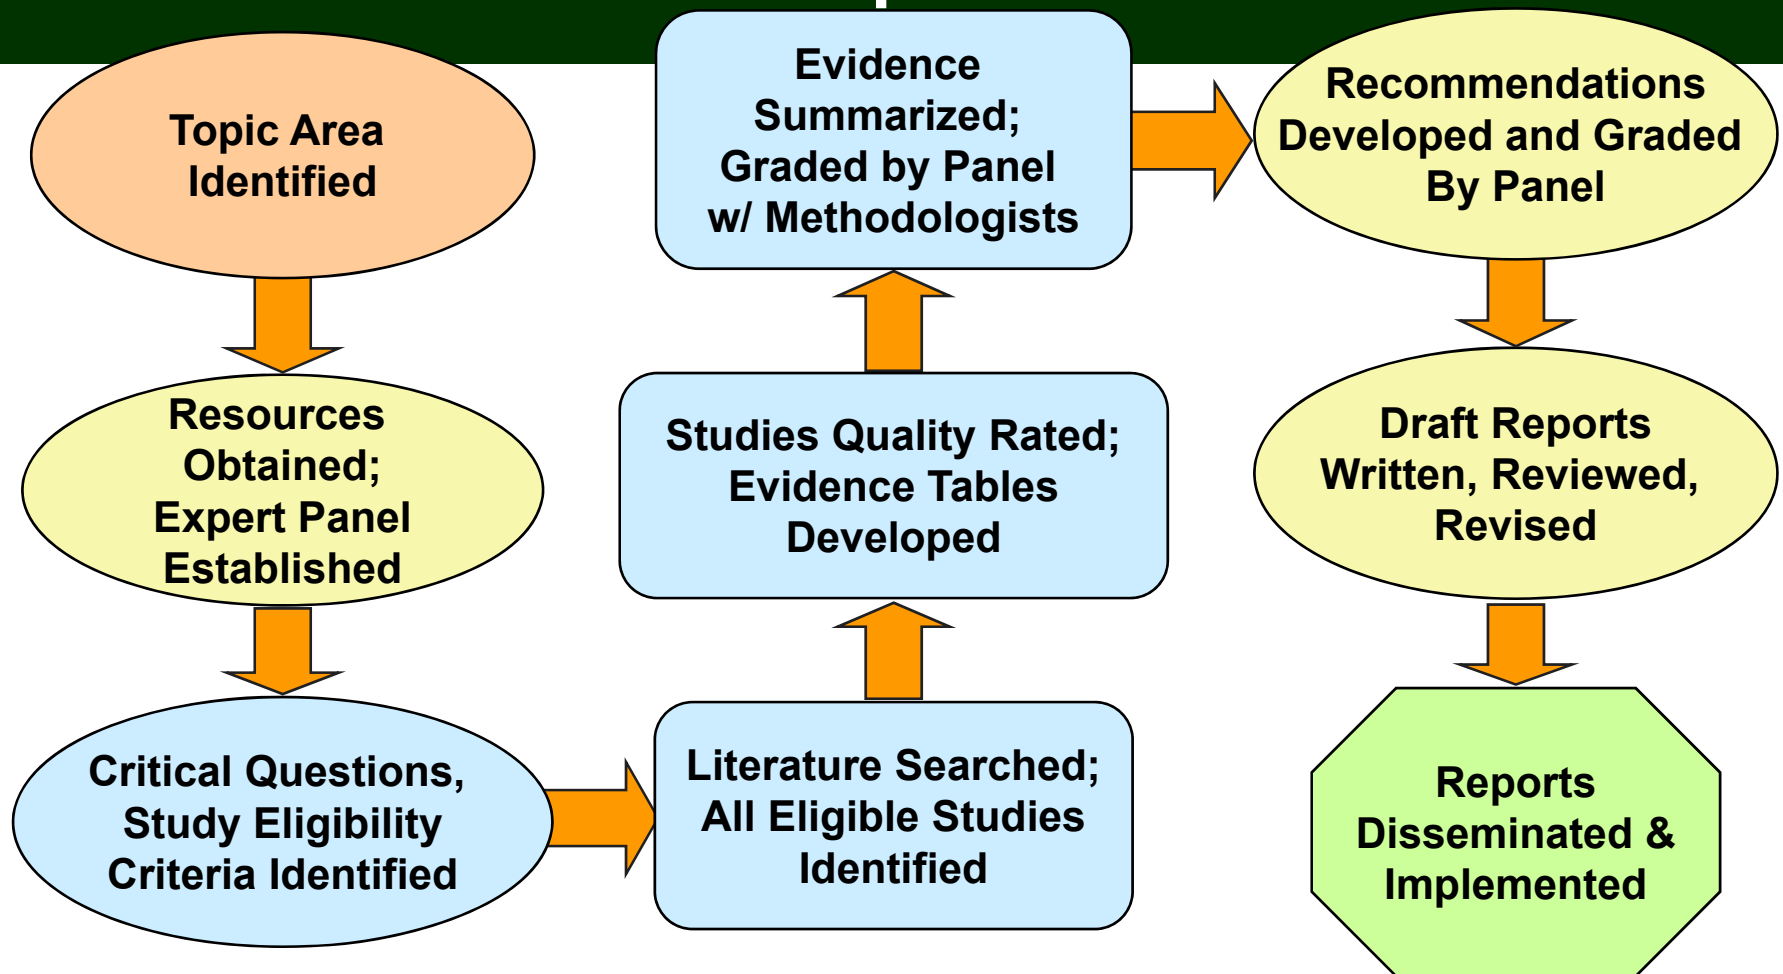 Topic Area
Identified
Resources
Obtained;
Expert Panel
Established
Critical Questions,
Study Eligibility
Criteria Identified
Literature Searched;
All Eligible Studies
Identified
Studies Quality Rated;
Evidence Tables
Developed
Evidence
Summarized;
Graded by Panel
w/ Methodologists
Recommendations
Developed and Graded
By Panel
Draft Reports
Written, Reviewed,
Revised
Reports
Disseminated &
Implemented